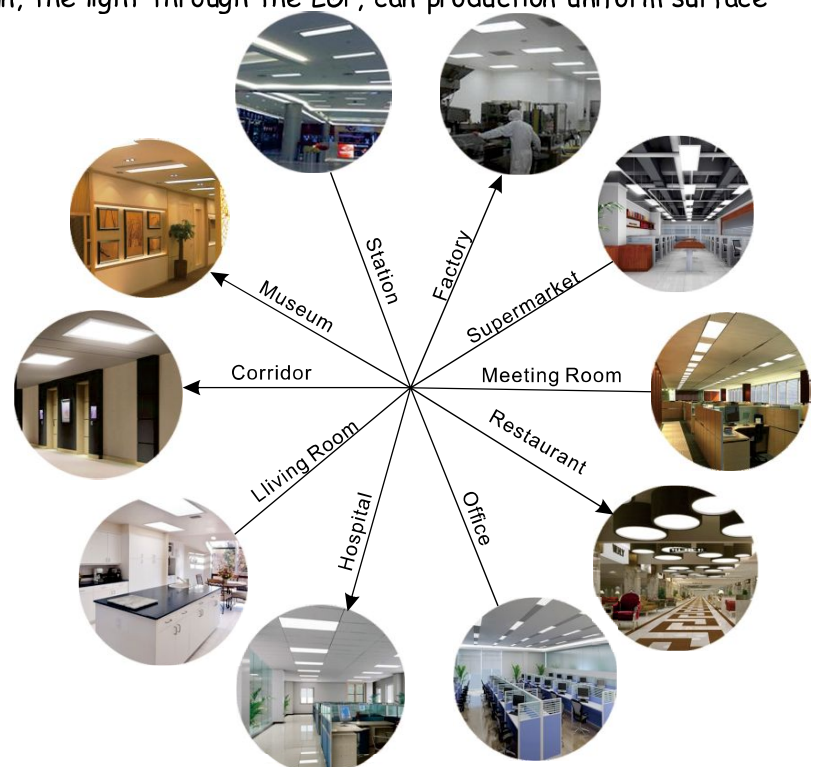 n, the light through the LGP, can production uniform surface
Station
Factory
Museum
Supermarket
Corridor
Meeting Room
Lliving Room
Restaurant
Hospital
Office